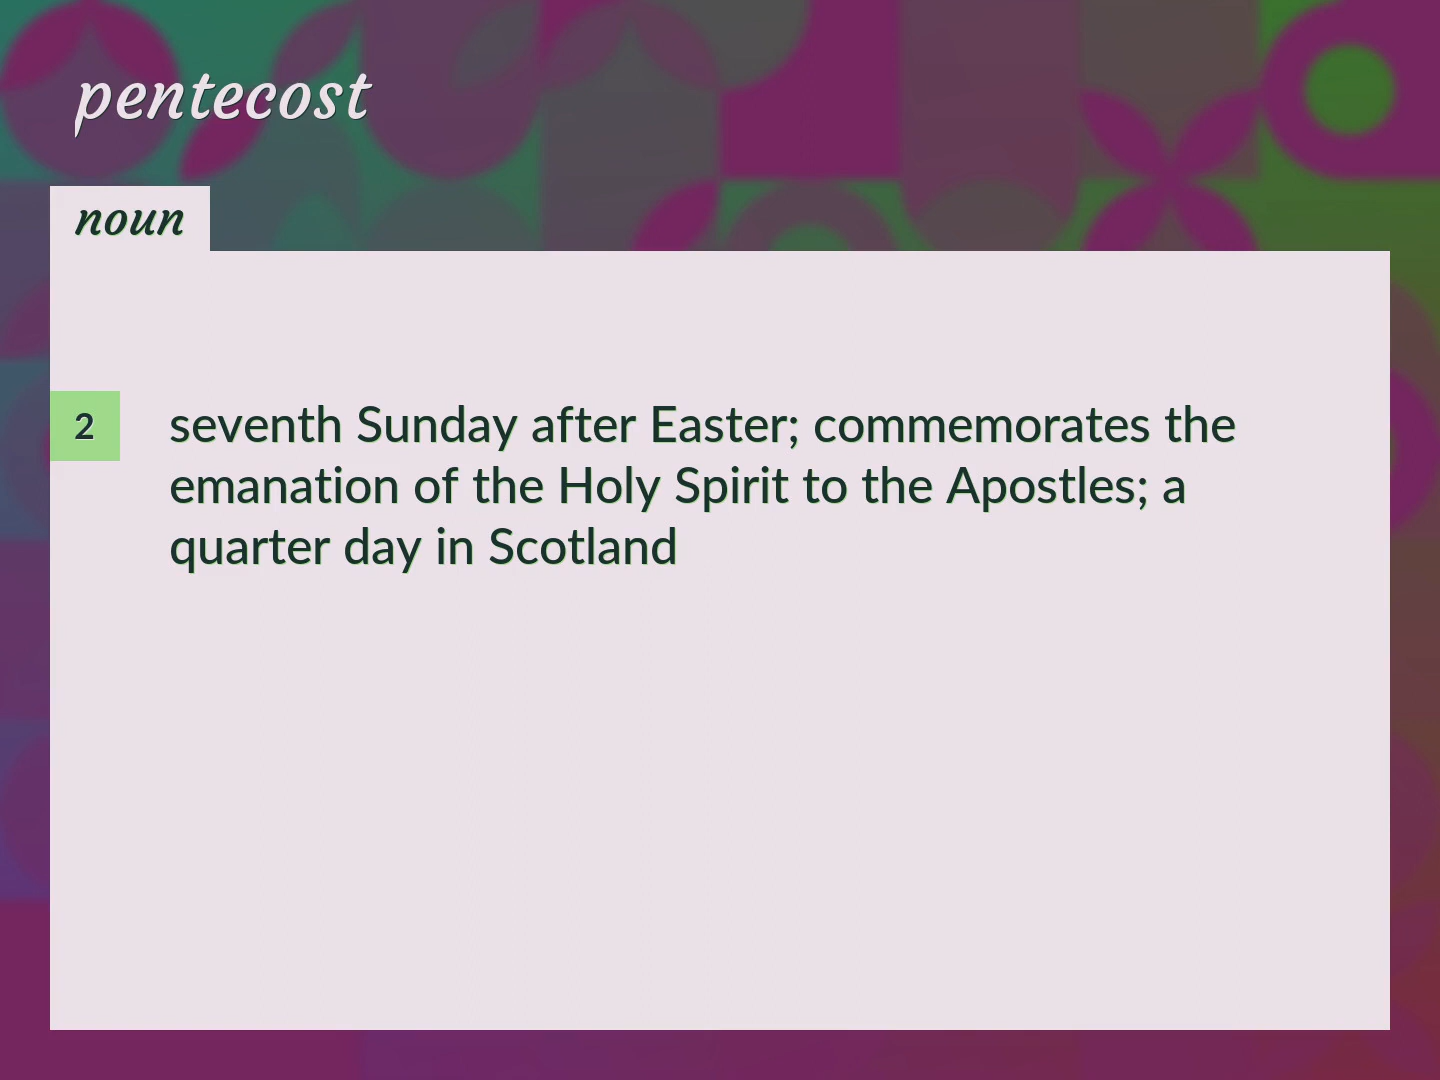 pentecost
noun
2
seventh Sunday after Easter; commemorates the
emanation of the Holy Spirit to the Apostles; a
quarter day in Scotland